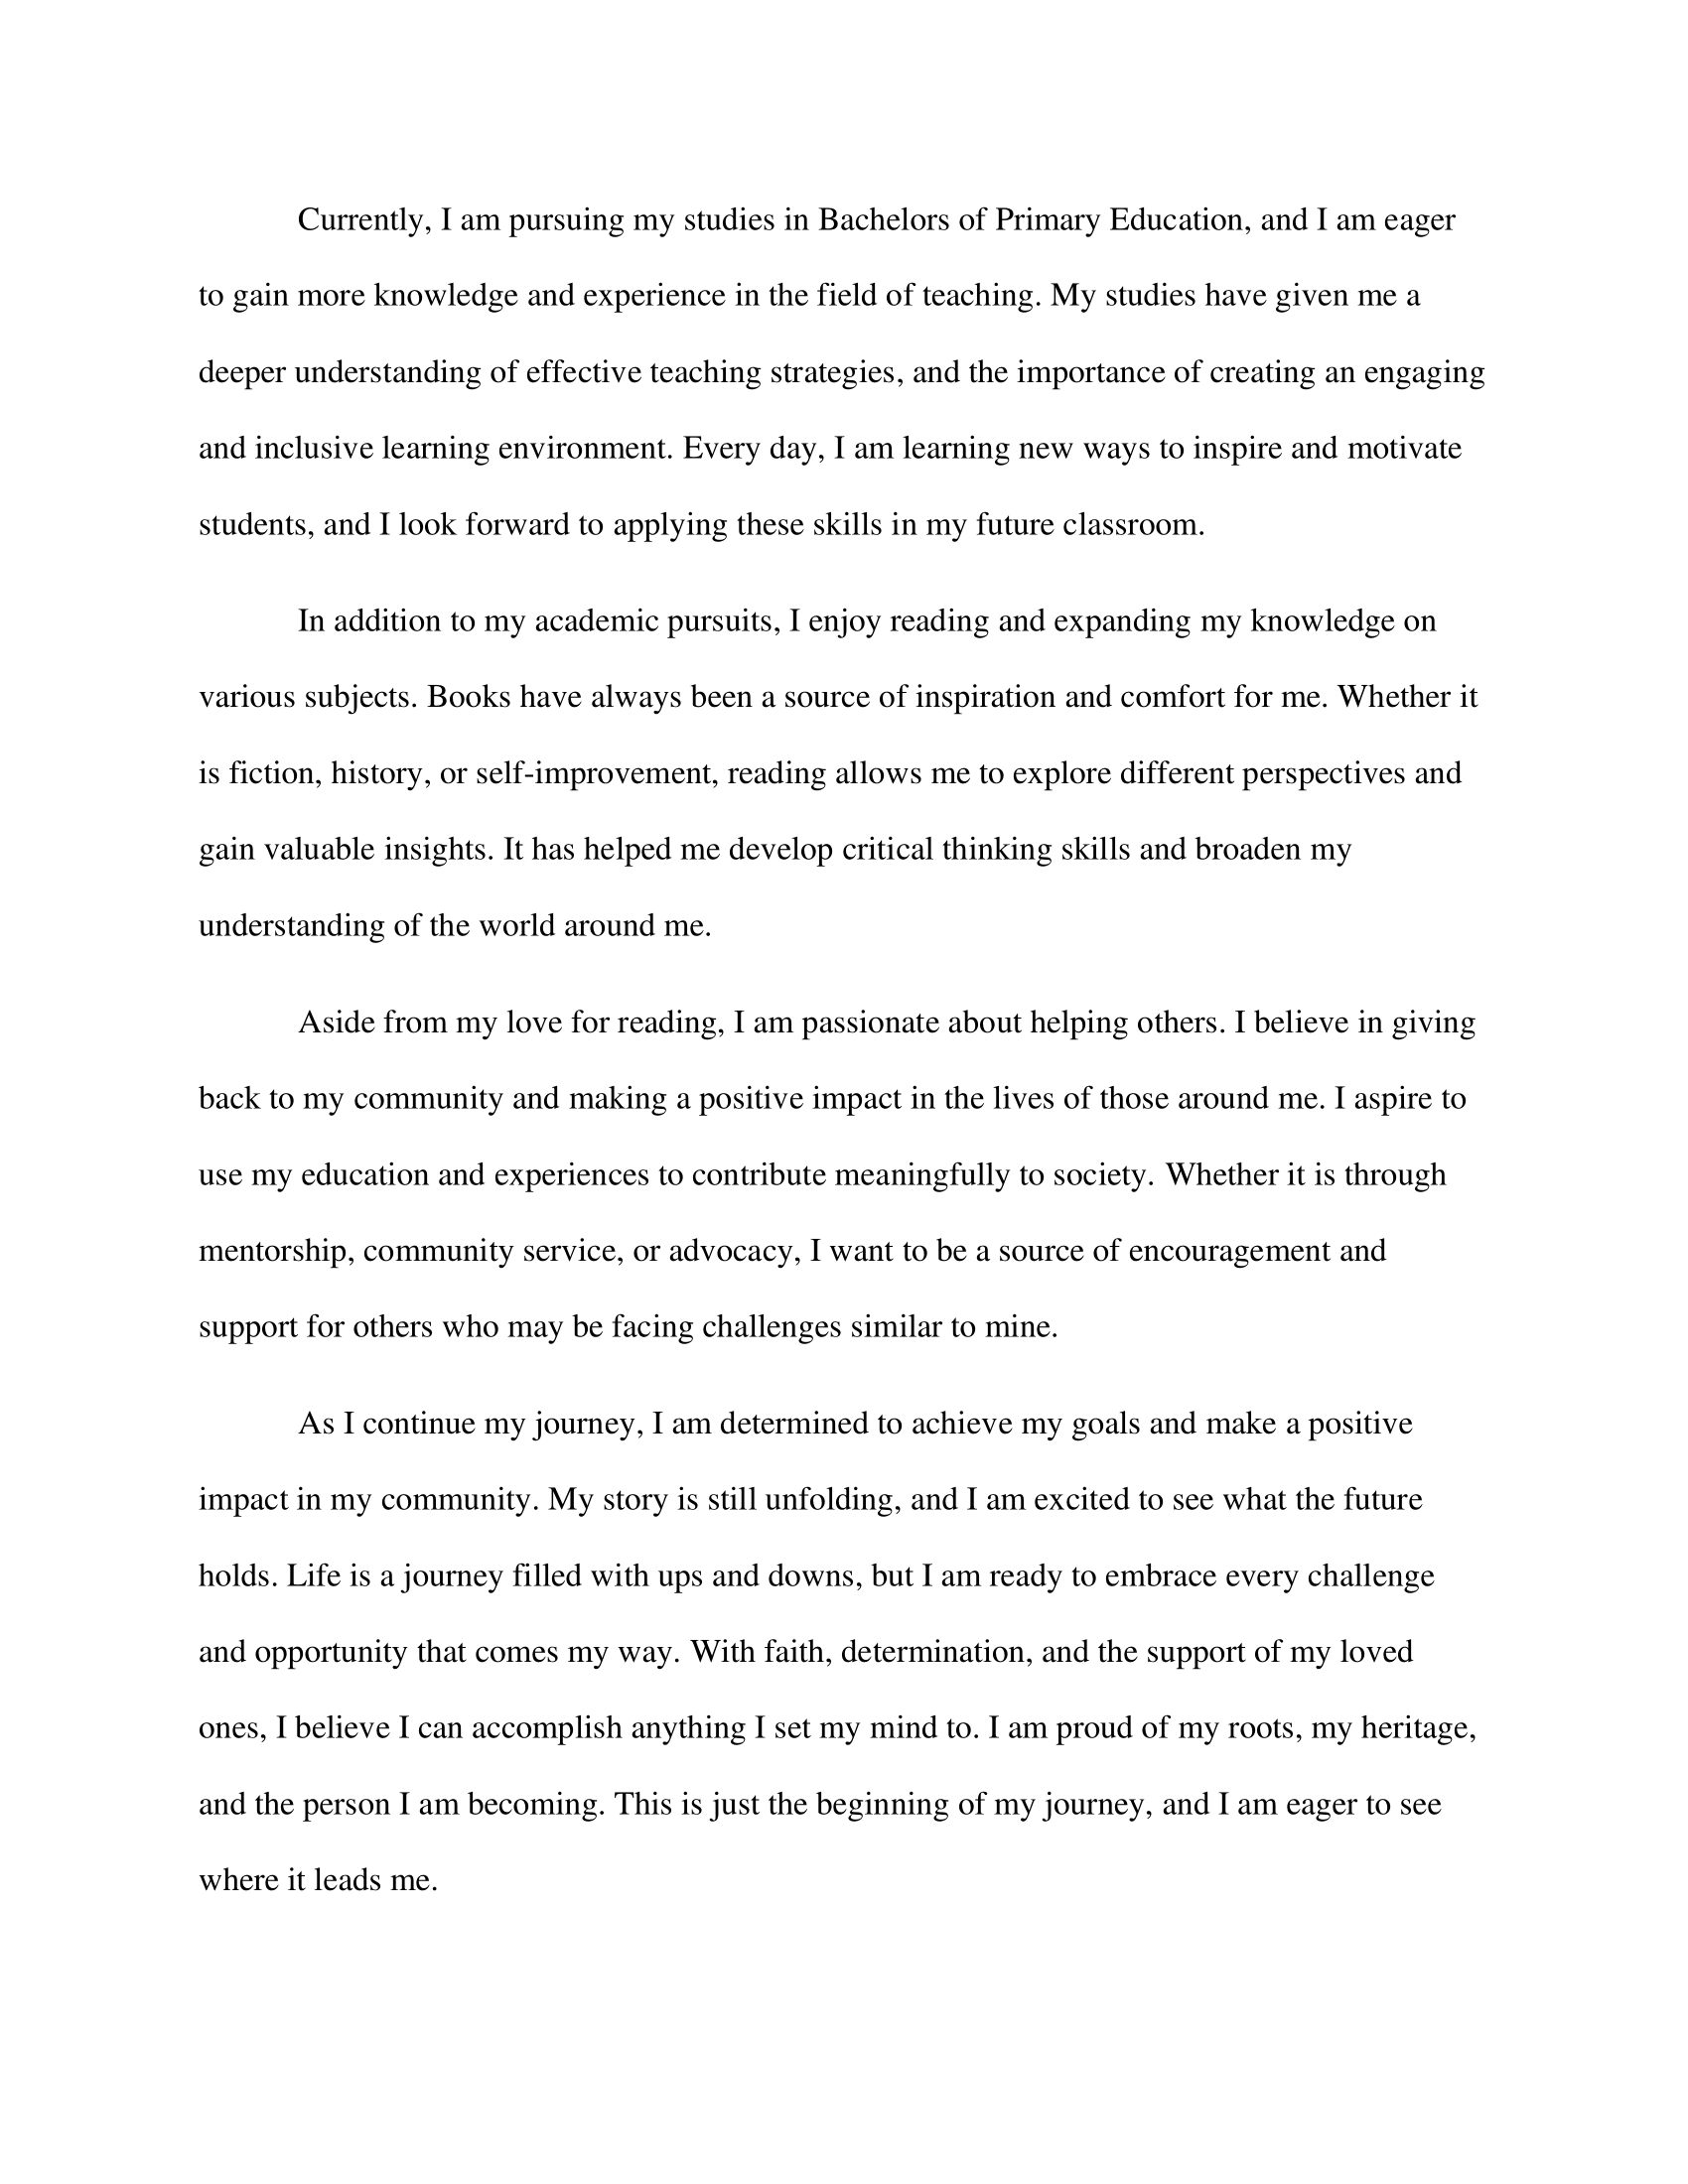 Currently, I am pursuing my studies in Bachelors of Primary Education, and I am eager
to gain more knowledge and experience in the field of teaching. My studies have given me a
deeper understanding of effective teaching strategies, and the importance of creating an engaging
and inclusive learning environment. Every day, I am learning new ways to inspire and motivate
students, and I look forward to applying these skills in my future classroom.
In addition to my academic pursuits, I enjoy reading and expanding my knowledge on
various subjects. Books have always been a source of inspiration and comfort for me. Whether it
is fiction, history, or self-improvement, reading allows me to explore different perspectives and
gain valuable insights. It has helped me develop critical thinking skills and broaden my
understanding of the world around me.
Aside from my love for reading, I am passionate about helping others. I believe in giving
back to my community and making a positive impact in the lives of those around me. I aspire to
use my education and experiences to contribute meaningfully to society. Whether it is through
mentorship, community service, or advocacy, I want to be a source of encouragement and
support for others who may be facing challenges similar to mine.
As I continue my journey, I am determined to achieve my goals and make a positive
impact in my community. My story is still unfolding, and I am excited to see what the future
holds. Life is a journey filled with ups and downs, but I am ready to embrace every challenge
and opportunity that comes my way. With faith, determination, and the support of my loved
ones, I believe I can accomplish anything I set my mind to. I am proud of my roots, my heritage,
and the person I am becoming. This is just the beginning of my journey, and I am eager to see
where it leads me.